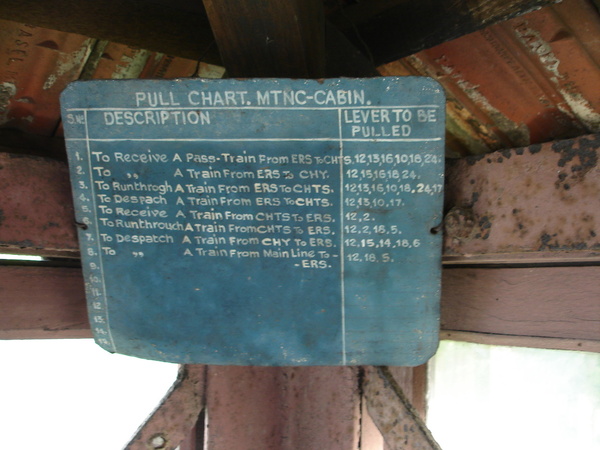 PULL CHART. MTNC-CABIN.
S.No DESCRIPTION LEVER TO BE PULLED
1. To Receive A Pass-Train From ERS To CHTS. 12,13,16,10,18,24.
2. To ,, A Train From ERS To CHY. 12,15,16,18,24.
3. To Runthrogh A Train From ERS To CHTS. 12,13,16,10,18,24,17
4. To Despach A Train From ERS To CHTS. 12,13,10,17.
5. To Receive A Train From CHTS To ERS. 12,2.
6. To Runthrouch A Train From CHTS To ERS. 12,2,18,5.
7. To Despatch A Train From CHY To ERS. 12,15,14,18,6
8. To ,, A Train From Main Line To - 12,18,5.
9. -ERS.
10.
11.
12
13.